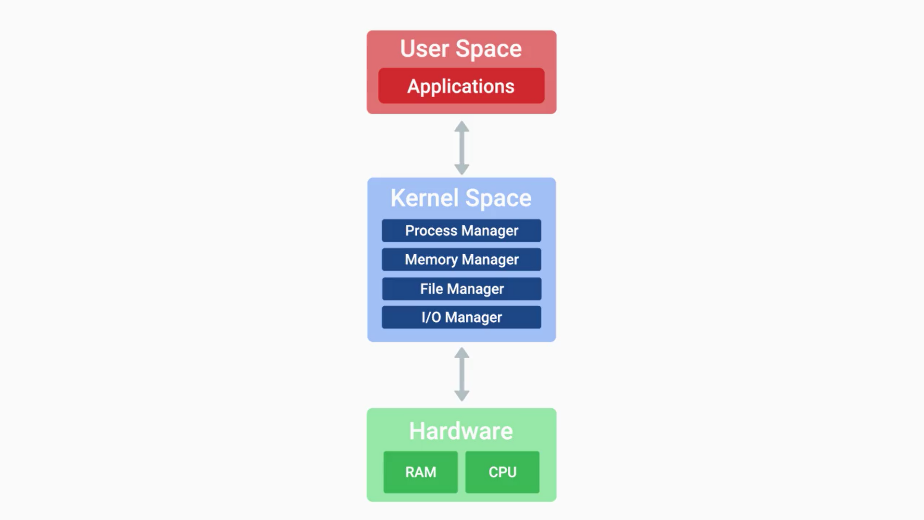 User Space
Applications
Kernel Space
Process Manager
Memory Manager
File Manager
I/O Manager
Hardware
RAM CPU